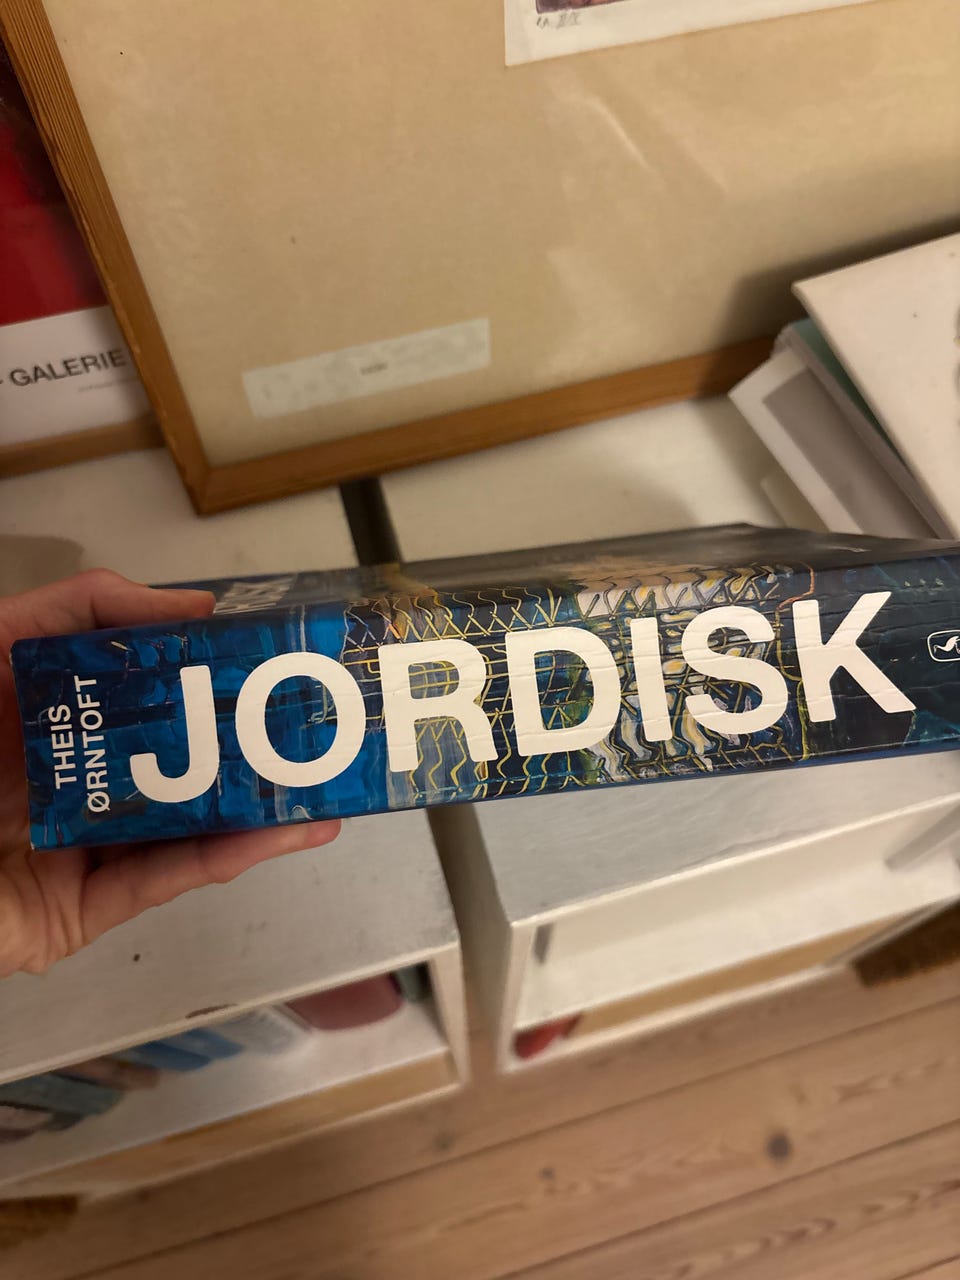 GALERIE
THEIS
ØRNTOFT
JORDISK